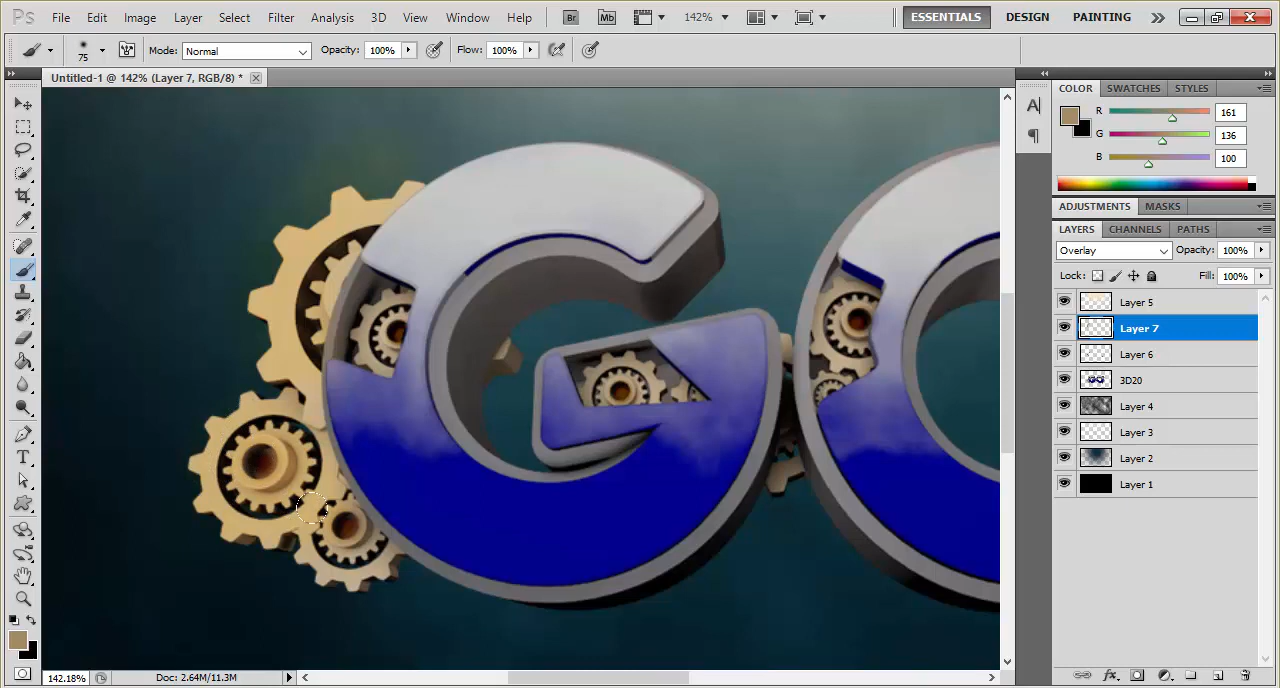 Ps File Edit Image Layer Select Filter Analysis 3D View Window Help Br Mb 142% ESSENTIALS DESIGN PAINTING
75 Mode: Normal Opacity: 100% Flow: 100%
Untitled-1 @ 142% (Layer 7, RGB/8) *
COLOR SWATCHES STYLES
R 161
G 136
B 100
ADJUSTMENTS MASKS
LAYERS CHANNELS PATHS
Overlay Opacity: 100%
Lock: Fill: 100%
Layer 5
Layer 7
Layer 6
3D20
Layer 4
Layer 3
Layer 2
Layer 1
GO
142.18% Doc: 2.64M/11.3M